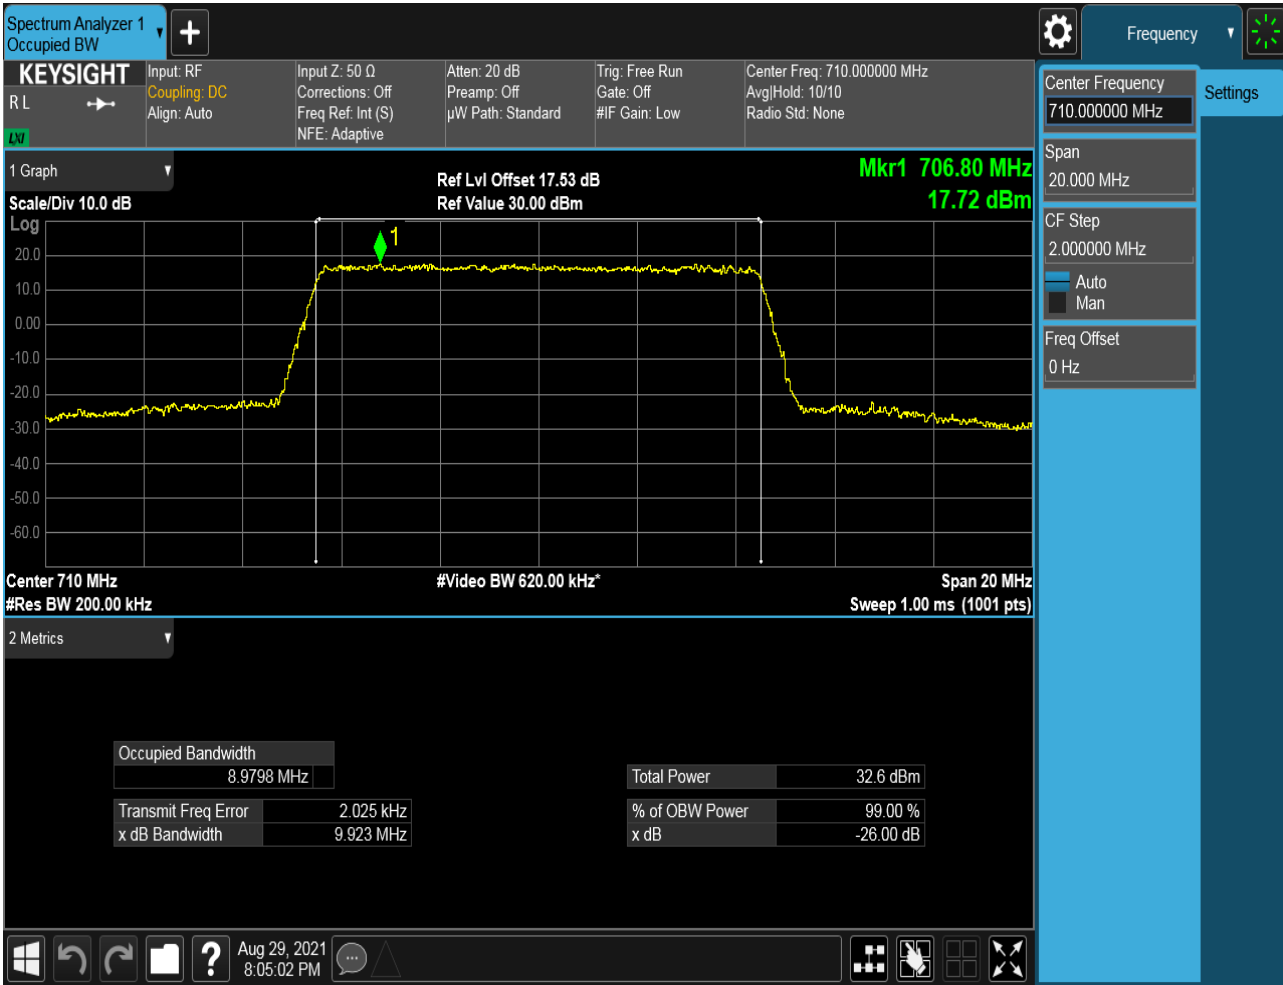 Spectrum Analyzer 1
Occupied BW
+
Frequency
KEYSIGHT
R L
LXI
Input: RF
Coupling: DC
Align: Auto
Input Z: 50 Ω
Corrections: Off
Freq Ref: Int (S)
NFE: Adaptive
Atten: 20 dB
Preamp: Off
µW Path: Standard
Trig: Free Run
Gate: Off
#IF Gain: Low
Center Freq: 710.000000 MHz
Avg|Hold: 10/10
Radio Std: None
Center Frequency
710.000000 MHz
Settings
Span
20.000 MHz
CF Step
2.000000 MHz
Auto
Man
Freq Offset
0 Hz
1 Graph
Scale/Div 10.0 dB
Ref Lvl Offset 17.53 dB
Ref Value 30.00 dBm
Mkr1 706.80 MHz
17.72 dBm
Log
1
20.0
10.0
0.00
-10.0
-20.0
-30.0
-40.0
-50.0
-60.0
Center 710 MHz
#Res BW 200.00 kHz
#Video BW 620.00 kHz*
Span 20 MHz
Sweep 1.00 ms (1001 pts)
2 Metrics
Occupied Bandwidth
8.9798 MHz
Transmit Freq Error 2.025 kHz
x dB Bandwidth 9.923 MHz
Total Power 32.6 dBm
% of OBW Power 99.00 %
x dB -26.00 dB
?
Aug 29, 2021
8:05:02 PM